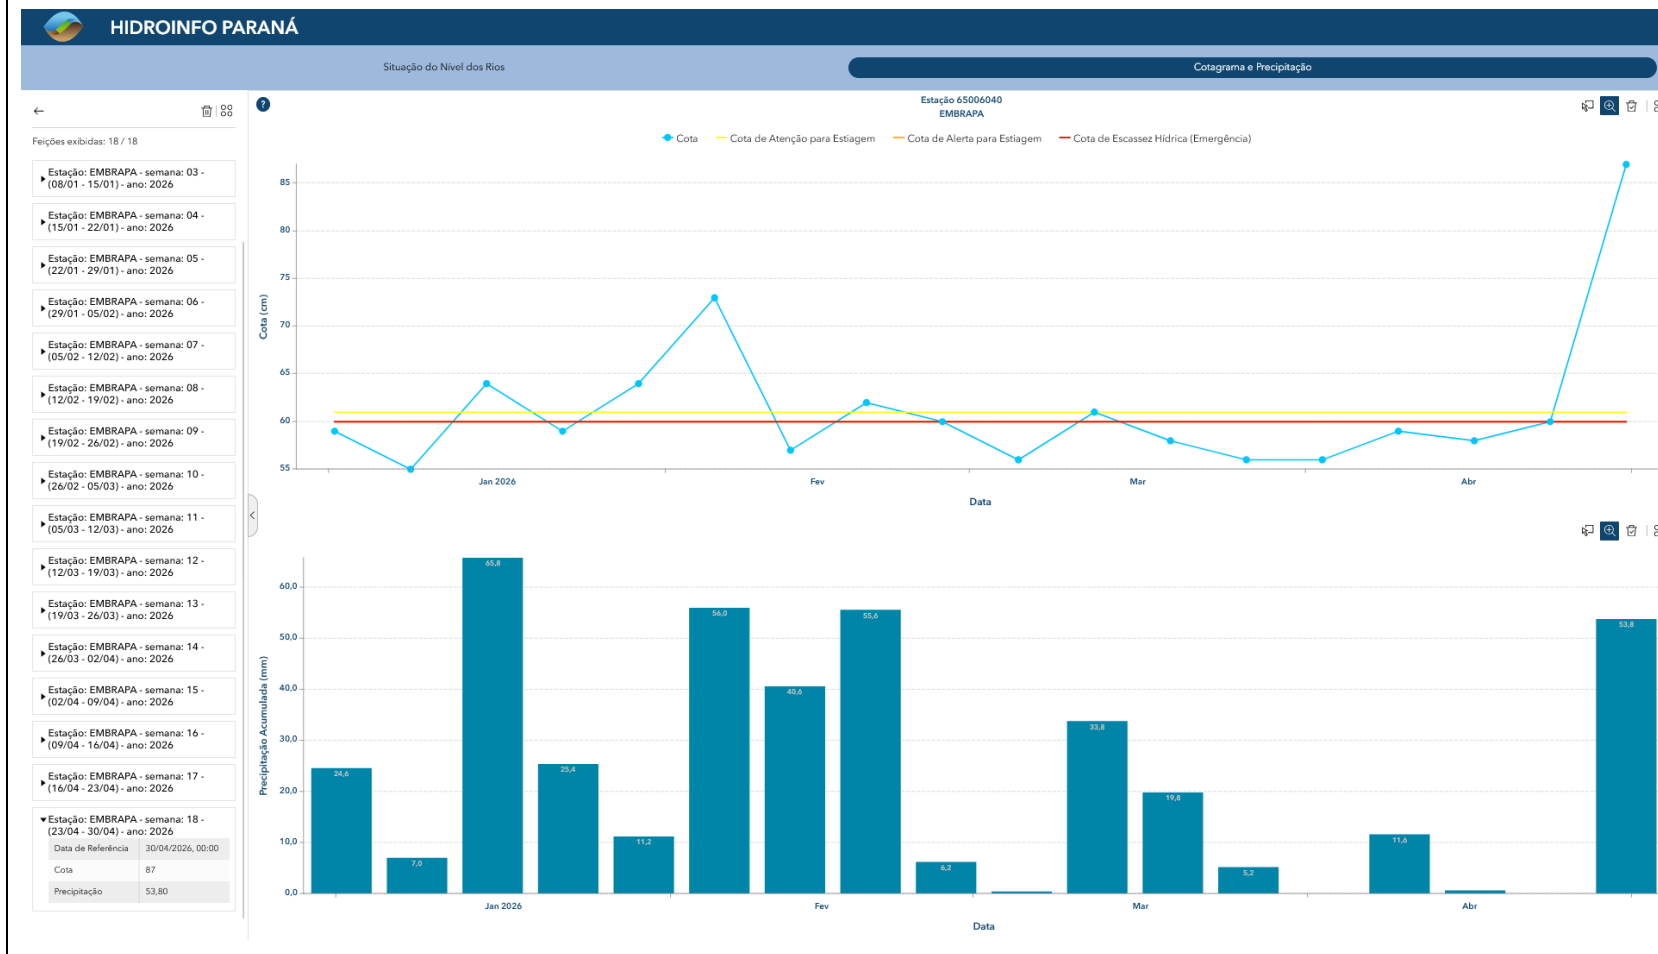 HIDROINFO PARANÁ
Situação do Nível dos Rios
Cotagrama e Precipitação
Feições exibidas: 18 / 18
Estação: EMBRAPA - semana: 03 -
(08/01 - 15/01) - ano: 2026
Estação: EMBRAPA - semana: 04 -
(15/01 - 22/01) - ano: 2026
Estação: EMBRAPA - semana: 05 -
(22/01 - 29/01) - ano: 2026
Estação: EMBRAPA - semana: 06 -
(29/01 - 05/02) - ano: 2026
Estação: EMBRAPA - semana: 07 -
(05/02 - 12/02) - ano: 2026
Estação: EMBRAPA - semana: 08 -
(12/02 - 19/02) - ano: 2026
Estação: EMBRAPA - semana: 09 -
(19/02 - 26/02) - ano: 2026
Estação: EMBRAPA - semana: 10 -
(26/02 - 05/03) - ano: 2026
Estação: EMBRAPA - semana: 11 -
(05/03 - 12/03) - ano: 2026
Estação: EMBRAPA - semana: 12 -
(12/03 - 19/03) - ano: 2026
Estação: EMBRAPA - semana: 13 -
(19/03 - 26/03) - ano: 2026
Estação: EMBRAPA - semana: 14 -
(26/03 - 02/04) - ano: 2026
Estação: EMBRAPA - semana: 15 -
(02/04 - 09/04) - ano: 2026
Estação: EMBRAPA - semana: 16 -
(09/04 - 16/04) - ano: 2026
Estação: EMBRAPA - semana: 17 -
(16/04 - 23/04) - ano: 2026
Estação: EMBRAPA - semana: 18 -
(23/04 - 30/04) - ano: 2026
Data de Referência 30/04/2026, 00:00
Cota 87
Precipitação 53,80
?
Estação 65006040
EMBRAPA
Cota Cota de Atenção para Estiagem Cota de Alerta para Estiagem Cota de Escassez Hídrica (Emergência)
Cota (cm)
85
80
75
70
65
60
55
Jan 2026 Fev Mar Abr
Data
Precipitação Acumulada (mm)
60,0
50,0
40,0
30,0
20,0
10,0
0,0
24,6 7,0 65,8 25,4 11,2 56,0 40,6 55,6 6,2 33,8 19,8 5,2 11,6 53,8
Jan 2026 Fev Mar Abr
Data